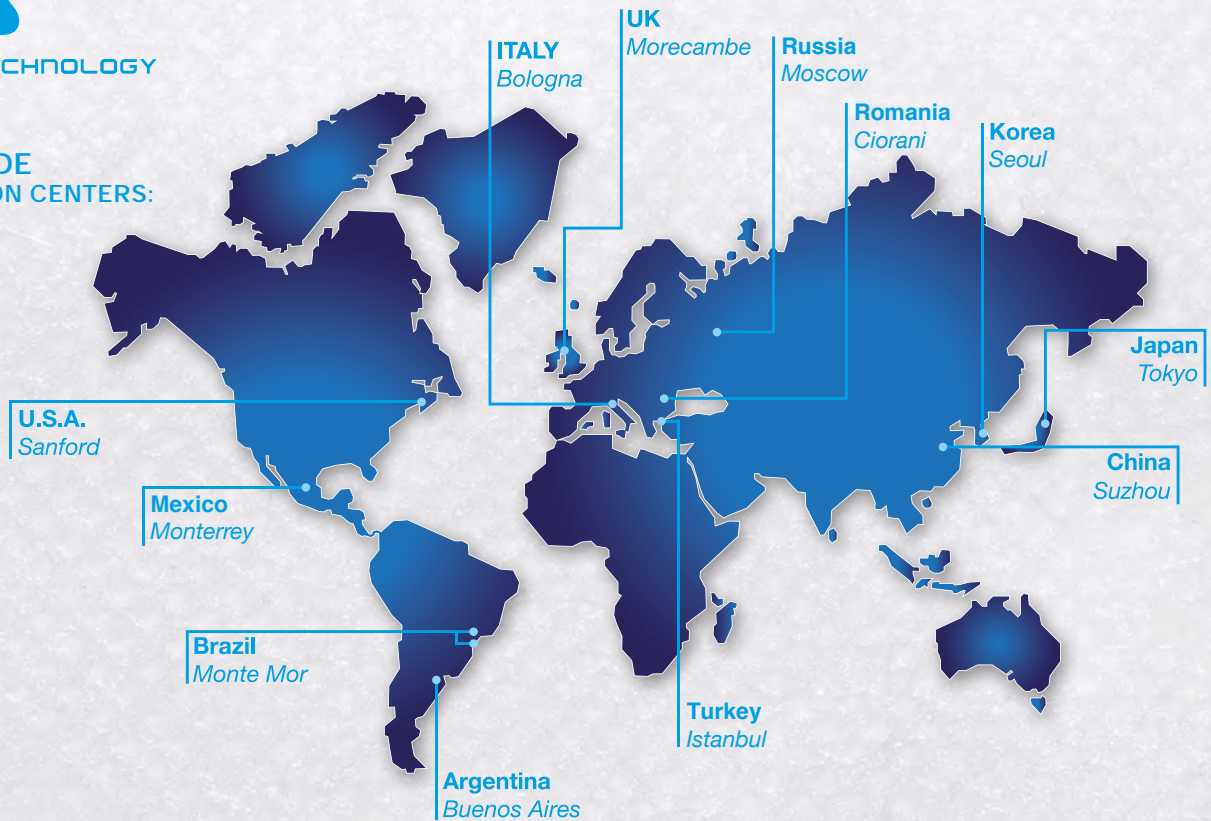 CHNOLOGY
DE
ON CENTERS:
UK
Morecambe
ITALY
Bologna
Russia
Moscow
Romania
Ciorani
Korea
Seoul
Japan
Tokyo
U.S.A.
Sanford
China
Suzhou
Mexico
Monterrey
Brazil
Monte Mor
Turkey
Istanbul
Argentina
Buenos Aires